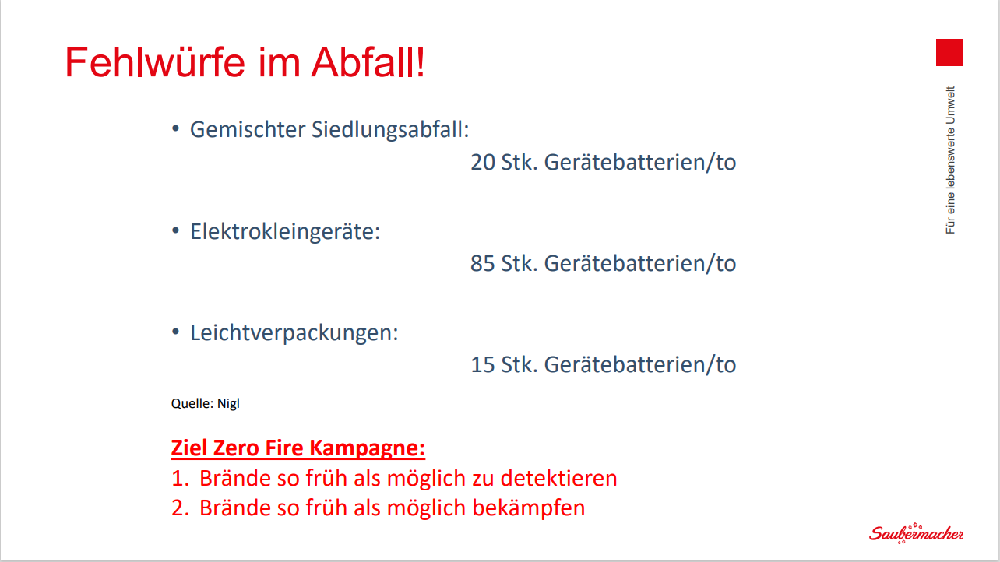 Fehlwürfe im Abfall!
• Gemischter Siedlungsabfall:
20 Stk. Gerätebatterien/to
• Elektrokleingeräte:
85 Stk. Gerätebatterien/to
• Leichtverpackungen:
15 Stk. Gerätebatterien/to
Quelle: Nigl
Ziel Zero Fire Kampagne:
1. Brände so früh als möglich zu detektieren
2. Brände so früh als möglich bekämpfen
Für eine lebenswerte Umwelt
Saubermacher